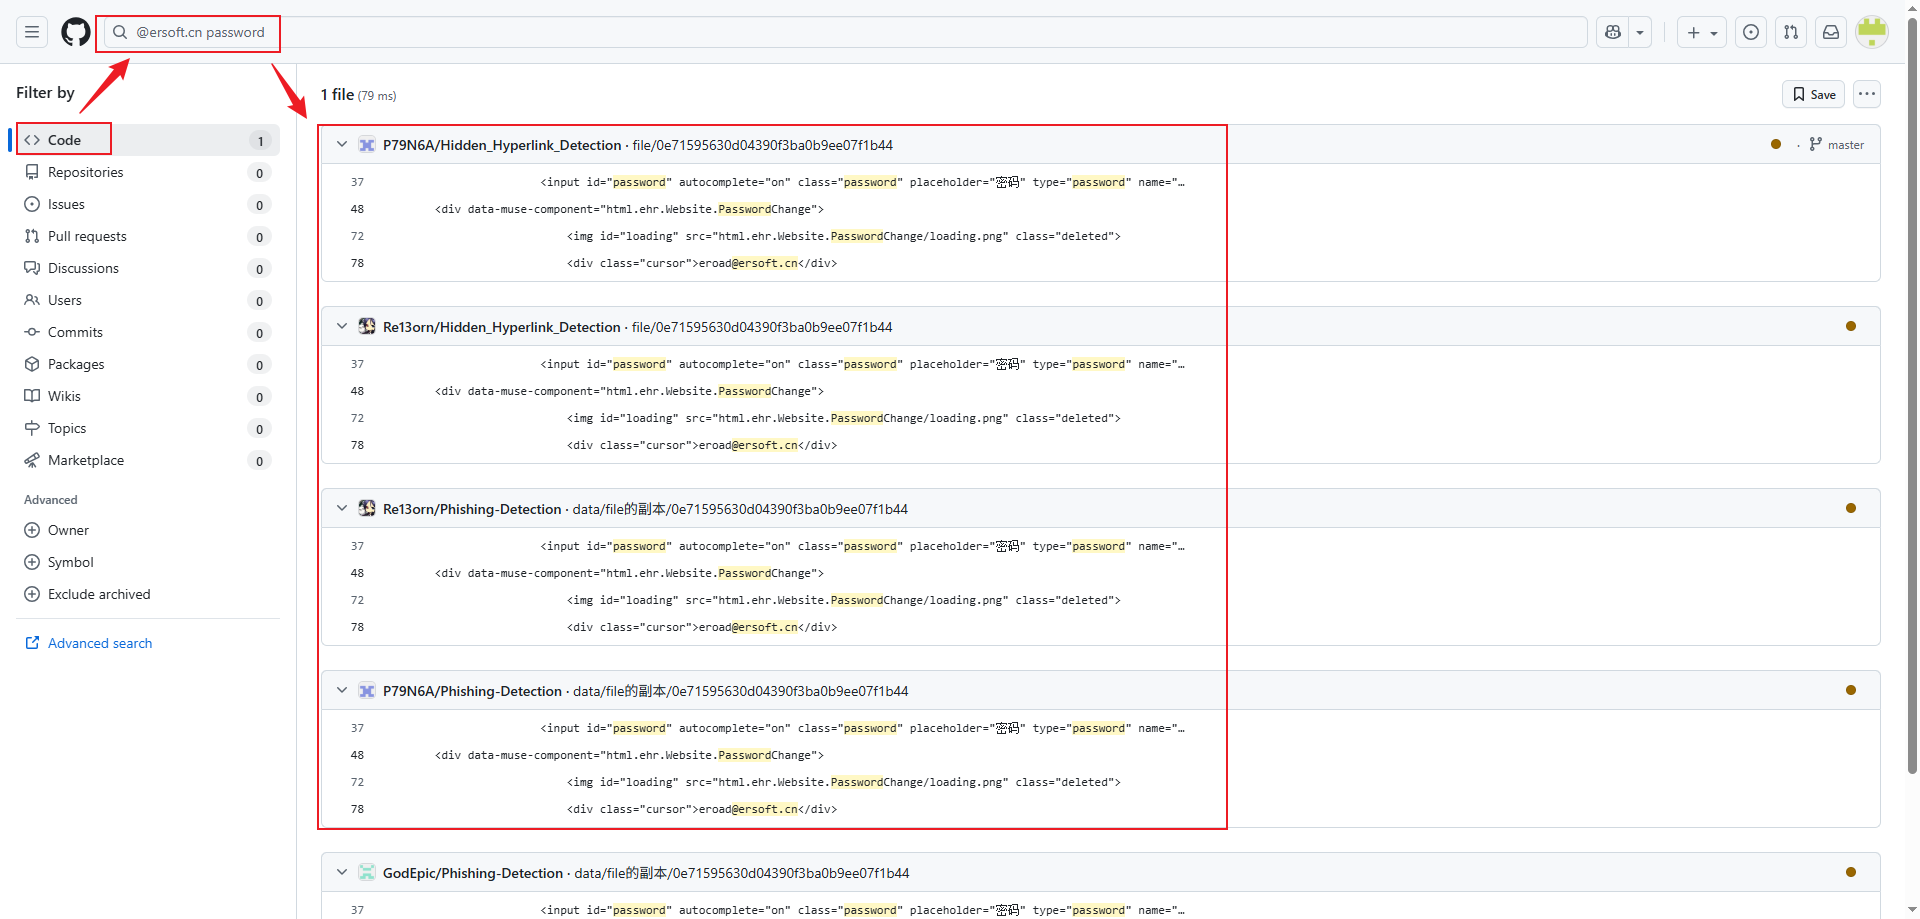 @ersoft.cn password
Filter by
Code 1
Repositories 0
Issues 0
Pull requests 0
Discussions 0
Users 0
Commits 0
Packages 0
Wikis 0
Topics 0
Marketplace 0
Advanced
Owner
Symbol
Exclude archived
Advanced search
1 file (79 ms)
Save
P79N6A/Hidden_Hyperlink_Detection · file/0e71595630d04390f3ba0b9ee07f1b44 · master
37 <input id="password" autocomplete="on" class="password" placeholder="密码" type="password" name="…
48 <div data-muse-component="html.ehr.Website.PasswordChange">
72 <img id="loading" src="html.ehr.Website.PasswordChange/loading.png" class="deleted">
78 <div class="cursor">eroad@ersoft.cn</div>
Re13orn/Hidden_Hyperlink_Detection · file/0e71595630d04390f3ba0b9ee07f1b44
37 <input id="password" autocomplete="on" class="password" placeholder="密码" type="password" name="…
48 <div data-muse-component="html.ehr.Website.PasswordChange">
72 <img id="loading" src="html.ehr.Website.PasswordChange/loading.png" class="deleted">
78 <div class="cursor">eroad@ersoft.cn</div>
Re13orn/Phishing-Detection · data/file的副本/0e71595630d04390f3ba0b9ee07f1b44
37 <input id="password" autocomplete="on" class="password" placeholder="密码" type="password" name="…
48 <div data-muse-component="html.ehr.Website.PasswordChange">
72 <img id="loading" src="html.ehr.Website.PasswordChange/loading.png" class="deleted">
78 <div class="cursor">eroad@ersoft.cn</div>
P79N6A/Phishing-Detection · data/file的副本/0e71595630d04390f3ba0b9ee07f1b44
37 <input id="password" autocomplete="on" class="password" placeholder="密码" type="password" name="…
48 <div data-muse-component="html.ehr.Website.PasswordChange">
72 <img id="loading" src="html.ehr.Website.PasswordChange/loading.png" class="deleted">
78 <div class="cursor">eroad@ersoft.cn</div>
GodEpic/Phishing-Detection · data/file的副本/0e71595630d04390f3ba0b9ee07f1b44
37 <input id="password" autocomplete="on" class="password" placeholder="密码" type="password" name="…